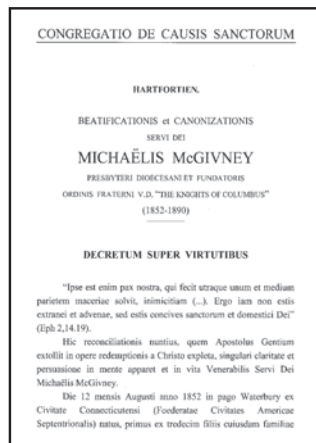 CONGREGATIO DE CAUSIS SANCTORUM
HARTFORTIEN.
BEATIFICATIONIS et CANONIZATIONIS
SERVI DEI
MICHAËLIS McGIVNEY
PRESBYTERI DIOECESANI ET FUNDATORIS
ORDINIS FRATERNI V.D. "THE KNIGHTS OF COLUMBUS"
(1852-1890)
DECRETUM SUPER VIRTUTIBUS
"Ipse est enim pax nostra, qui fecit utraque unum et medium
parietem maceriae solvit, inimicitiam (...). Ergo iam non estis
extranei et advenae, sed estis concives sanctorum et domestici Dei"
(Eph 2,14.19).
Hic reconciliationis nuntius, quem Apostolus Gentium
extollit in opere redemptionis a Christo expleta, singulari claritate et
persuasione in mente apparet et in vita Venerabilis Servi Dei
Michaëlis McGivney.
Die 12 mensis Augusti anno 1852 in pago Waterbury ex
Civitate Connecticutensi (Foederatae Civitates Americae
Septentrionalis) natus, primus ex tredecim filiis cuiusdam familiae